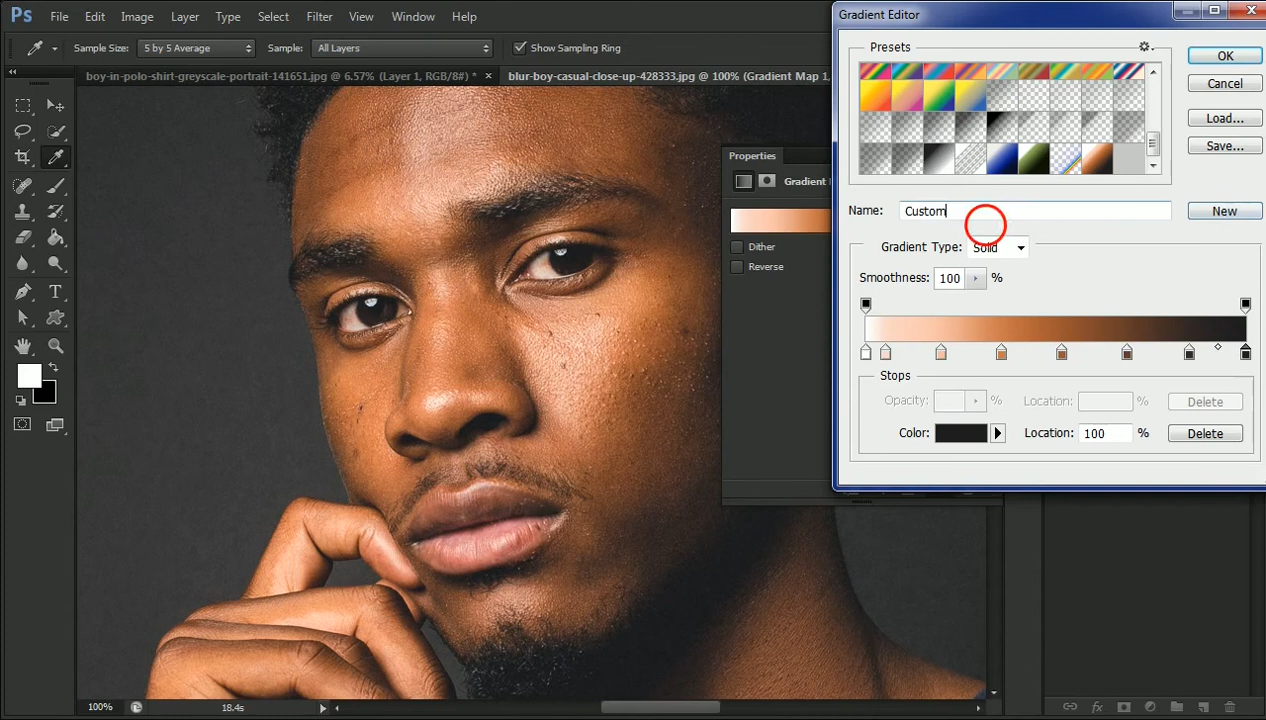 Ps File Edit Image Layer Type Select Filter View Window Help
Gradient Editor
Sample Size: 5 by 5 Average Sample: All Layers Show Sampling Ring
Presets
OK
boy-in-polo-shirt-greyscale-portrait-141651.jpg @ 6.57% (Layer 1, RGB/8#) * ×
blur-boy-casual-close-up-428333.jpg @ 100% (Gradient Map 1,
Cancel
Load...
Save...
Properties
Gradient
Name: Custom
New
Dither
Gradient Type: Solid
Reverse
Smoothness: 100 %
Stops
Opacity: % Location: % Delete
Color: Location: 100 % Delete
100% 18.4s
fx